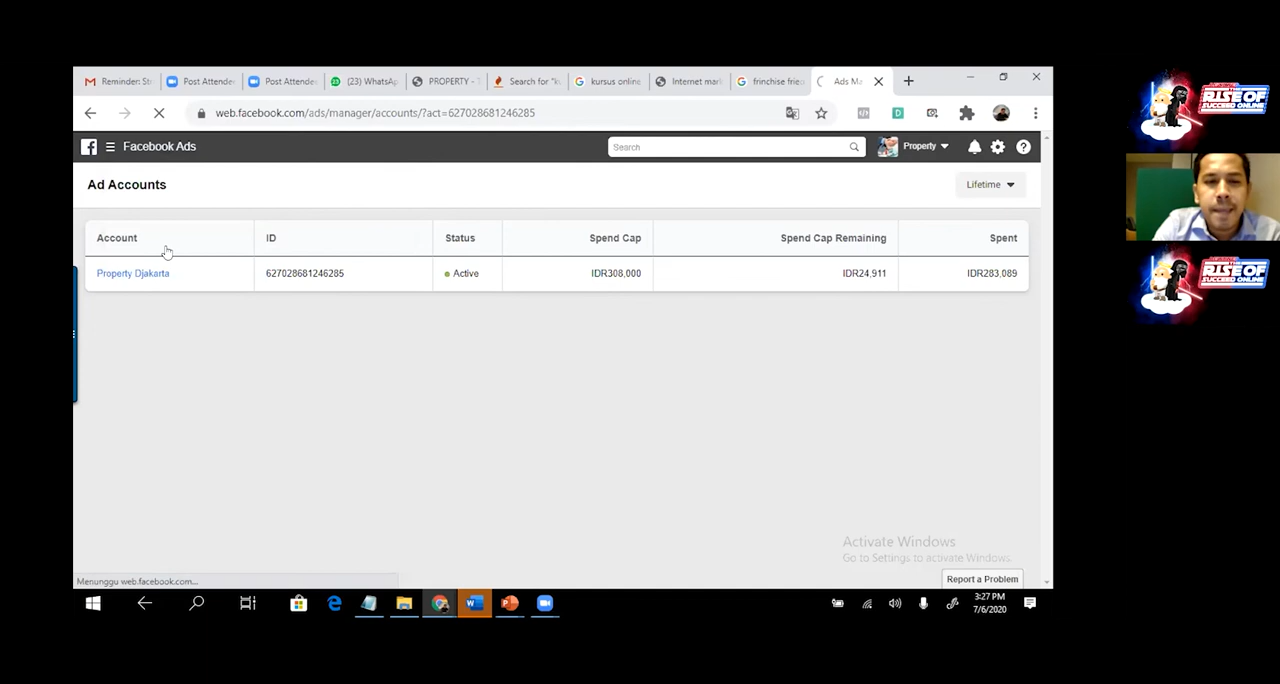 Reminder: St
Post Attende
Post Attende
(23) WhatsAp
PROPERTY -
Search for "k
kursus online
Internet mark
frinchise frie
Ads Ma
web.facebook.com/ads/manager/accounts/?act=627028681246285
Facebook Ads
Search
Property
Ad Accounts
Lifetime
Account ID Status Spend Cap Spend Cap Remaining Spent
Property Djakarta 627028681246285 Active IDR308,000 IDR24,911 IDR283,089
Activate Windows
Go to Settings to activate Windows.
Report a Problem
Menunggu web.facebook.com...
3:27 PM
7/6/2020
RISE OF
SUCCEED ONLINE
RISE OF
SUCCEED ONLINE